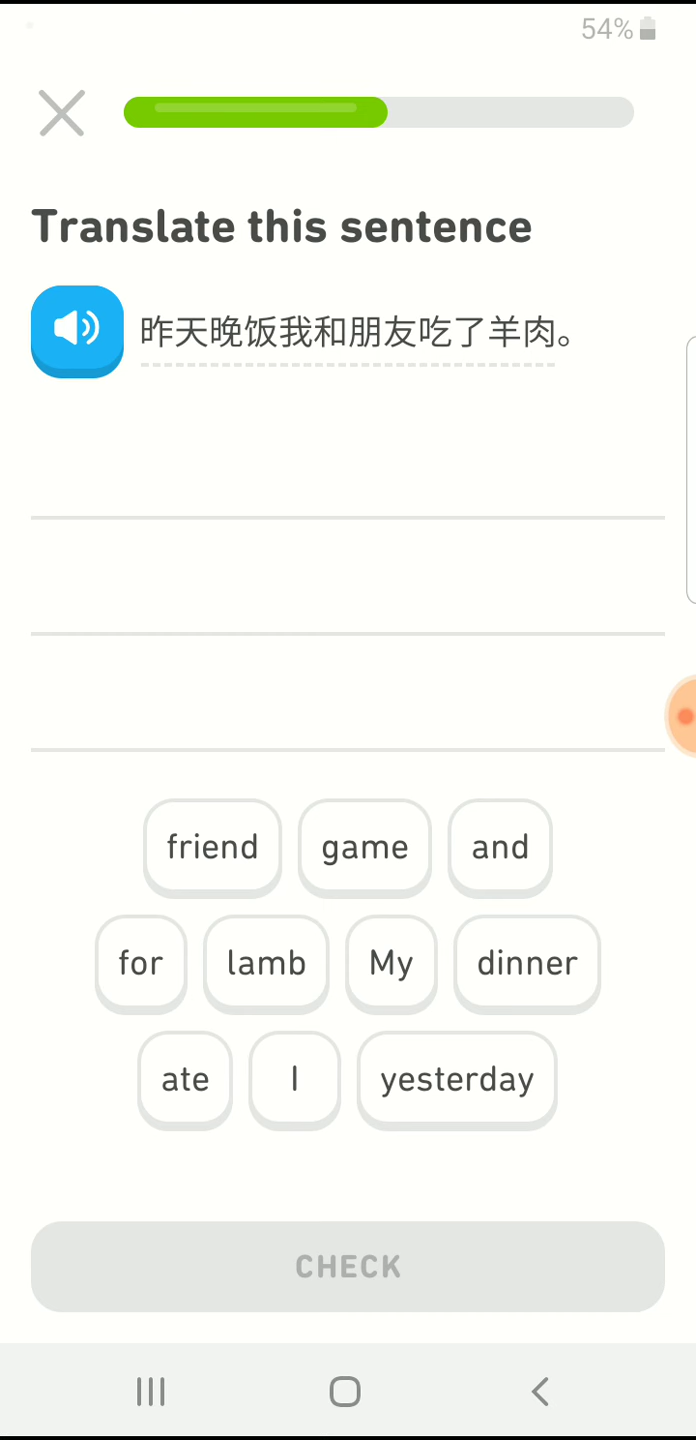 54%
Translate this sentence
昨天晚饭我和朋友吃了羊肉。
friend game and
for lamb My dinner
ate I yesterday
CHECK